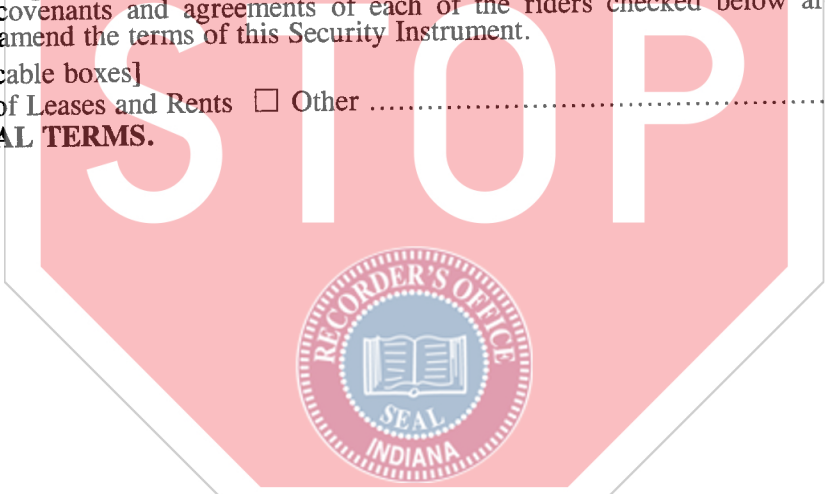 covenants and agreements of each of the riders checked below
amend the terms of this Security Instrument.
cable boxes]
of Leases and Rents ☐ Other ........................................................
AL TERMS.
STOP
RECORDER'S OFFICE
SEAL
INDIANA